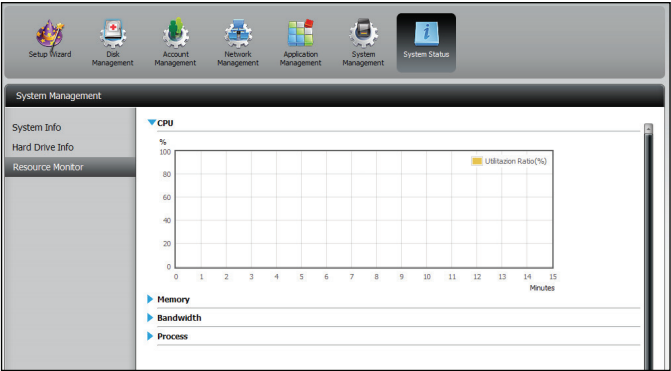 Setup Wizard
Disk
Management
Account
Management
Network
Management
Application
Management
System
Management
System Status
System Management
System Info
Hard Drive Info
Resource Monitor
CPU
%
100
80
60
40
20
0
Utilitazion Ratio(%)
0 1 2 3 4 5 6 7 8 9 10 11 12 13 14 15
Minutes
Memory
Bandwidth
Process